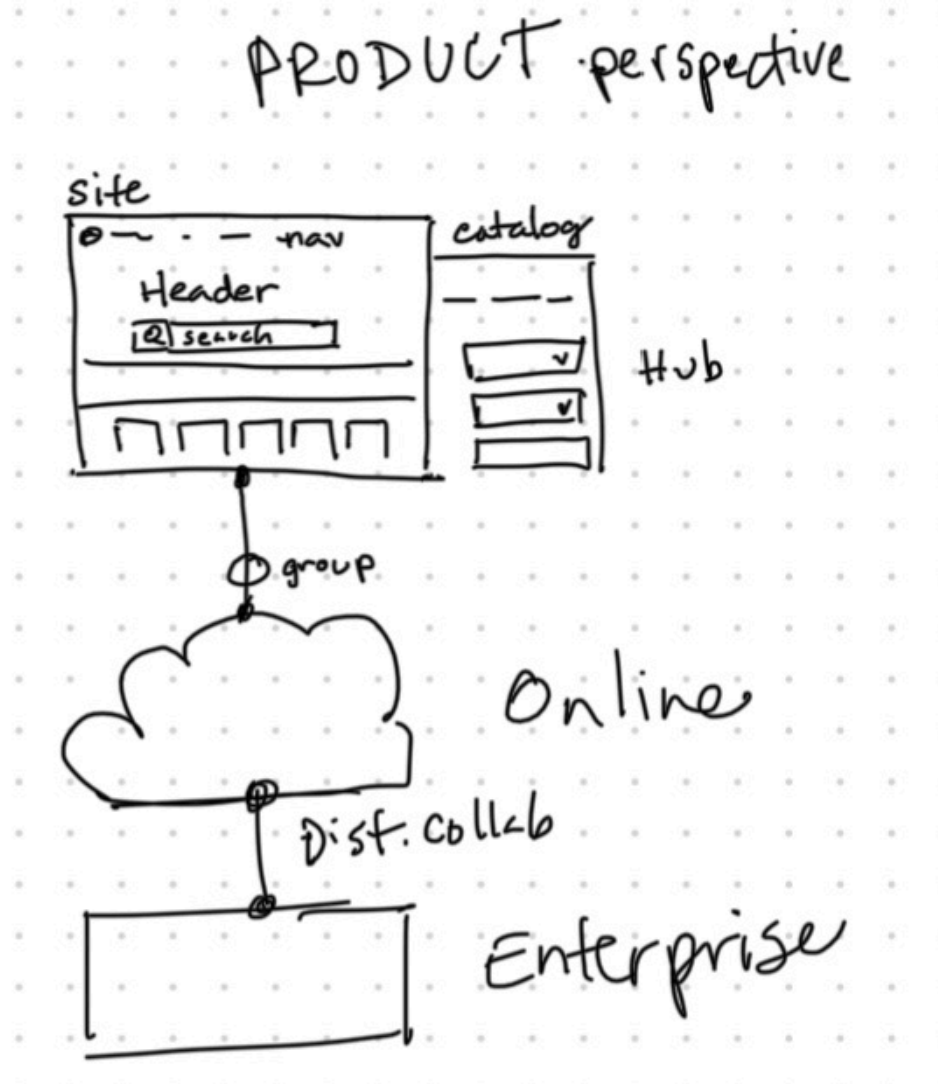 PRODUCT perspective
site
nav
catalog
Header
search
Hub
group
Online
Dist. collab
Enterprise